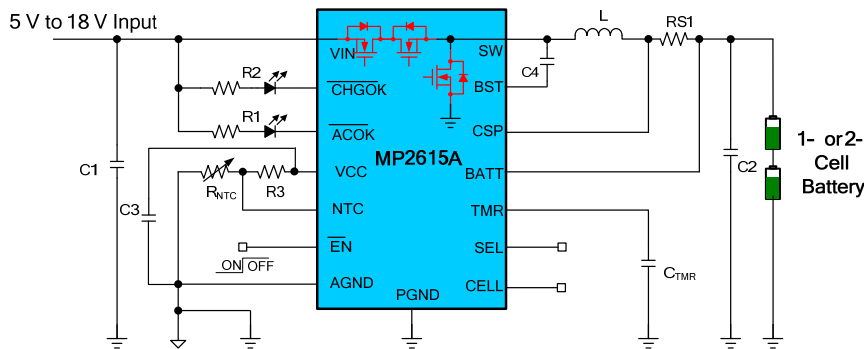 5 V to 18 V Input
L
RS1
VIN
SW
R2
C4
CHGOK
BST
R1
ACOK
CSP
1- or 2-
Cell
Battery
MP2615A
C1
C2
VCC
BATT
RNTC
R3
C3
NTC
TMR
EN
SEL
ON OFF
AGND
CELL
CTMR
PGND